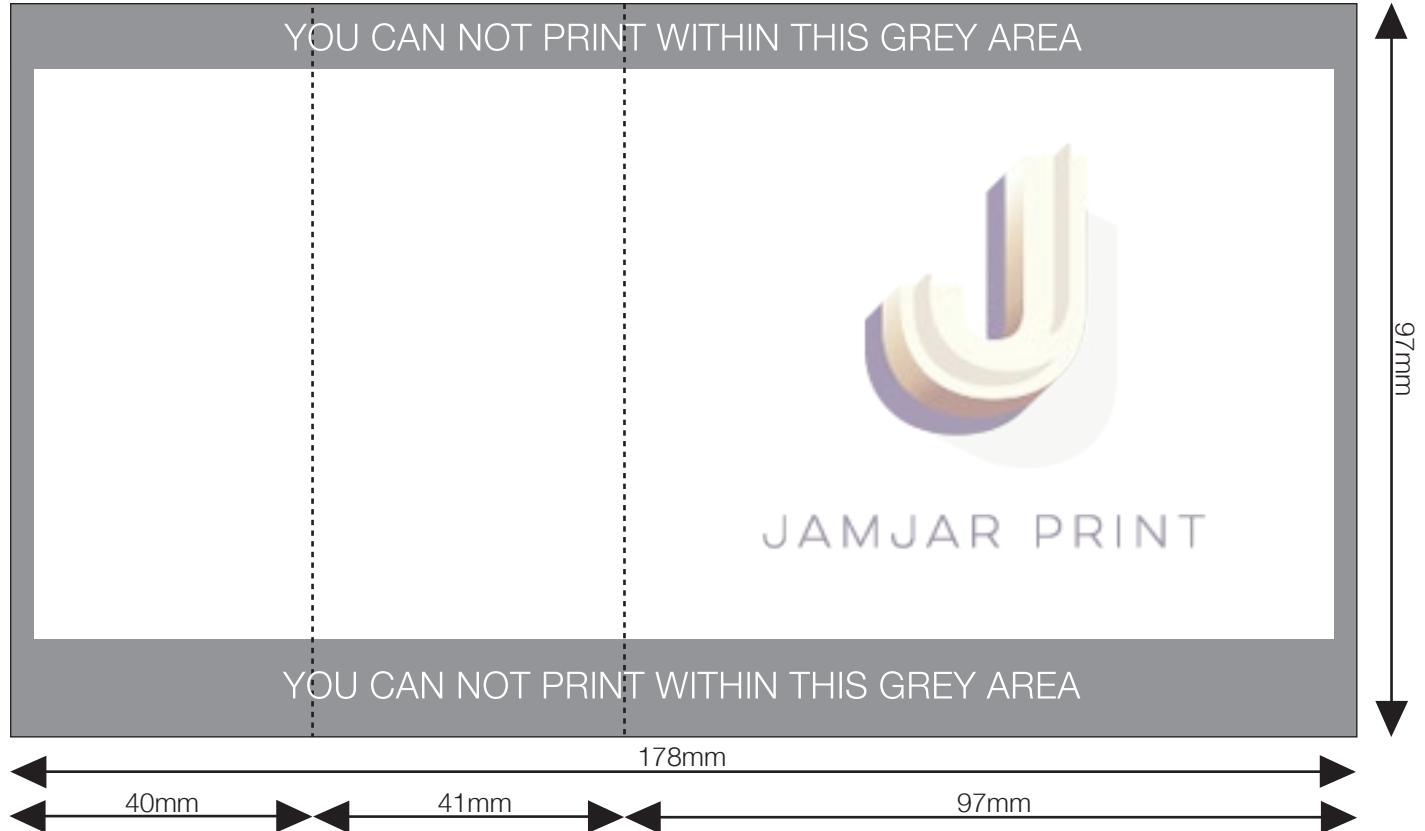 YOU CAN NOT PRINT WITHIN THIS GREY AREA
JAMJAR PRINT
97mm
YOU CAN NOT PRINT WITHIN THIS GREY AREA
178mm
40mm
41mm
97mm